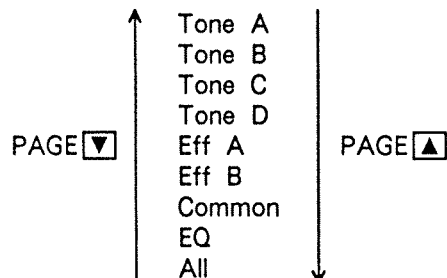 Tone A
Tone B
Tone C
Tone D
PAGE ▼ Eff A PAGE ▲
Eff B
Common
EQ
All